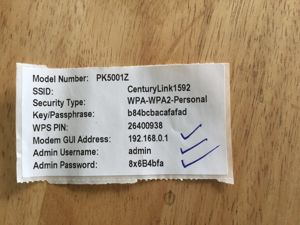 Model Number: PK5001Z
SSID: CenturyLink1592
Security Type: WPA-WPA2-Personal
Key/Passphrase: b84bcbacafafad
WPS PIN: 26400938
Modem GUI Address: 192.168.0.1
Admin Username: admin
Admin Password: 8x6B4bfa